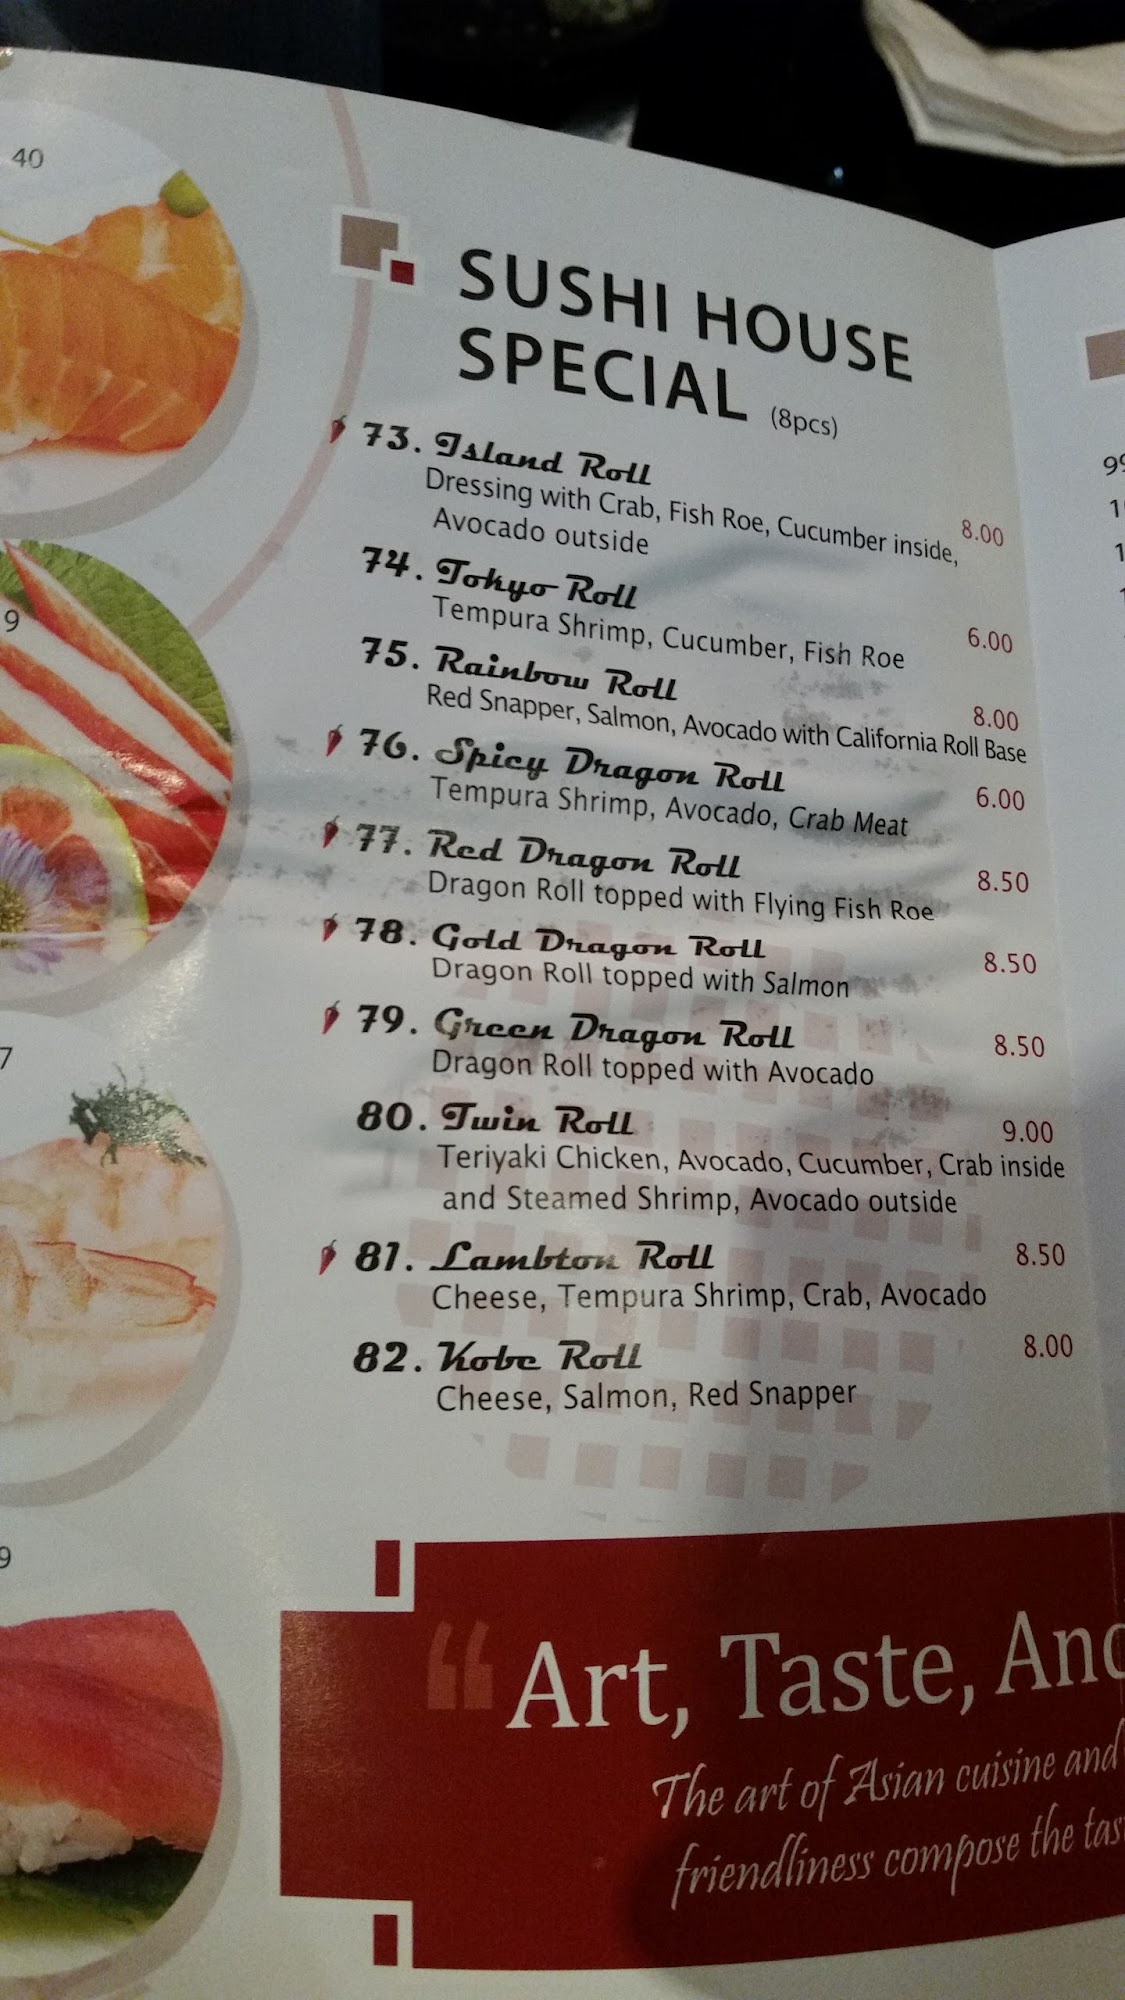 40
SUSHI HOUSE
SPECIAL (8pcs)
73. Island Roll 8.00
Dressing with Crab, Fish Roe, Cucumber inside,
Avocado outside
74. Tokyo Roll 6.00
Tempura Shrimp, Cucumber, Fish Roe
75. Rainbow Roll 8.00
Red Snapper, Salmon, Avocado with California Roll Base
76. Spicy Dragon Roll 6.00
Tempura Shrimp, Avocado, Crab Meat
77. Red Dragon Roll 8.50
Dragon Roll topped with Flying Fish Roe
78. Gold Dragon Roll 8.50
Dragon Roll topped with Salmon
79. Green Dragon Roll 8.50
Dragon Roll topped with Avocado
80. Twin Roll 9.00
Teriyaki Chicken, Avocado, Cucumber, Crab inside
and Steamed Shrimp, Avocado outside
81. Lambton Roll 8.50
Cheese, Tempura Shrimp, Crab, Avocado
82. Kobe Roll 8.00
Cheese, Salmon, Red Snapper
9
7
9
“Art, Taste, And
The art of Asian cuisine and
friendliness compose the